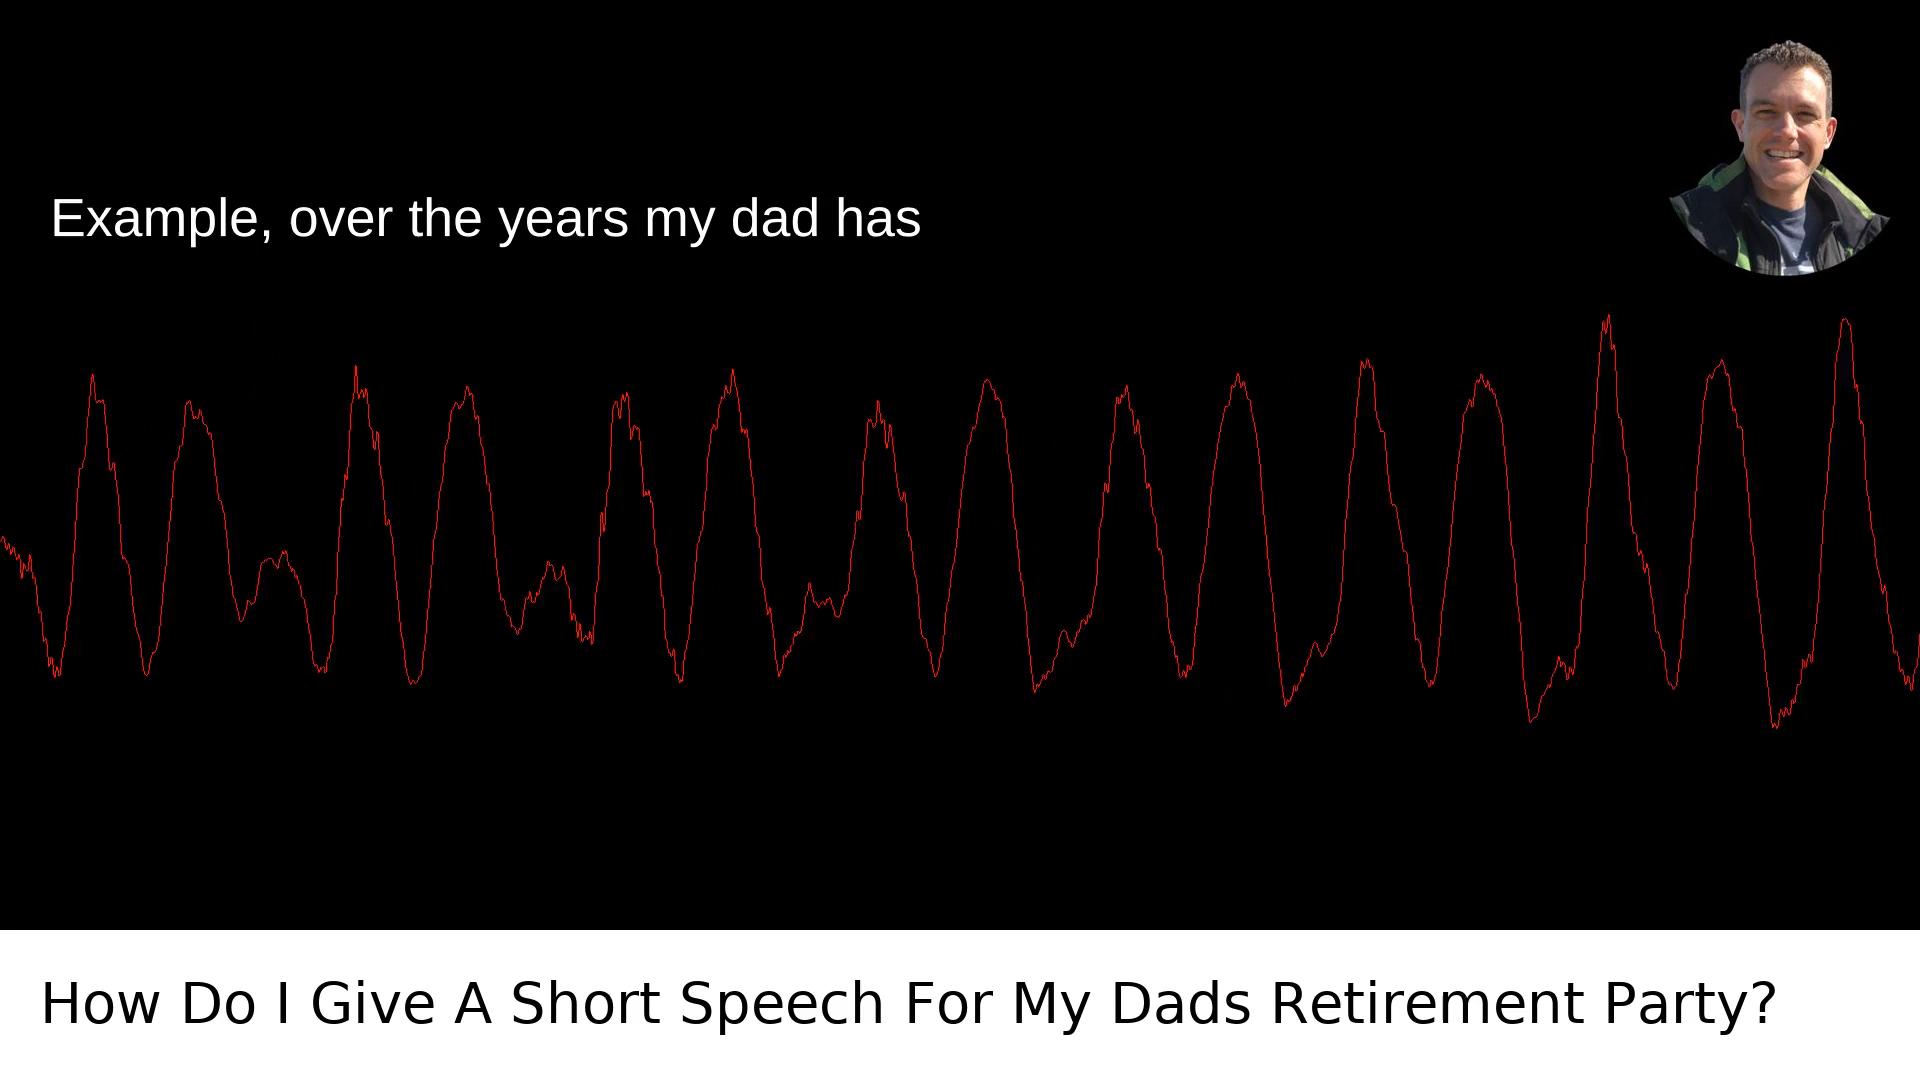 Example, over the years my dad has
How Do I Give A Short Speech For My Dads Retirement Party?